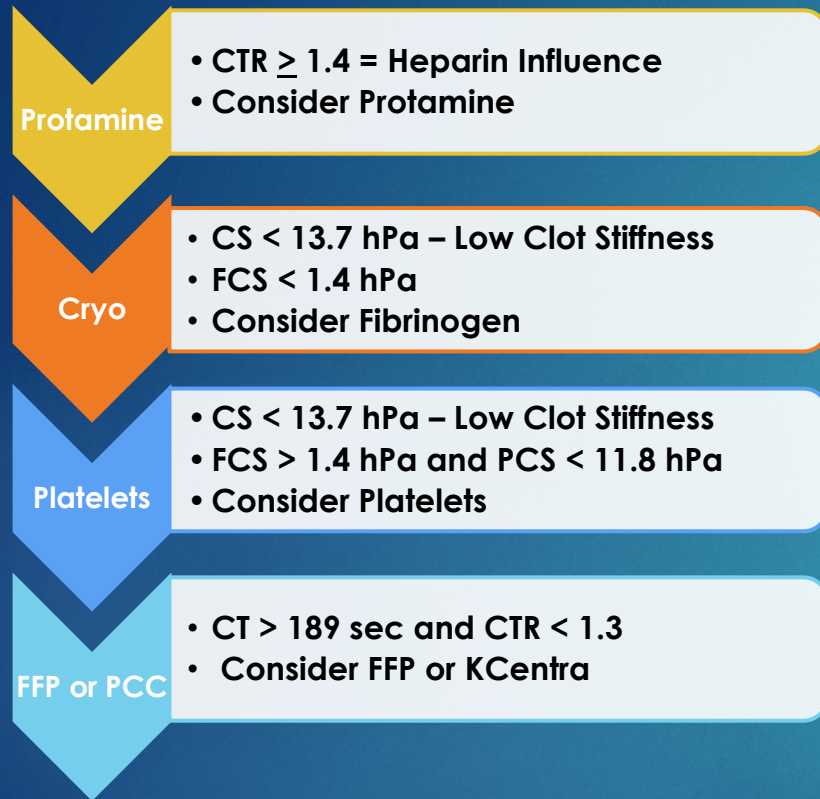 Protamine
• CTR ≥ 1.4 = Heparin Influence
• Consider Protamine
Cryo
• CS < 13.7 hPa – Low Clot Stiffness
• FCS < 1.4 hPa
• Consider Fibrinogen
Platelets
• CS < 13.7 hPa – Low Clot Stiffness
• FCS > 1.4 hPa and PCS < 11.8 hPa
• Consider Platelets
FFP or PCC
• CT > 189 sec and CTR < 1.3
• Consider FFP or KCentra